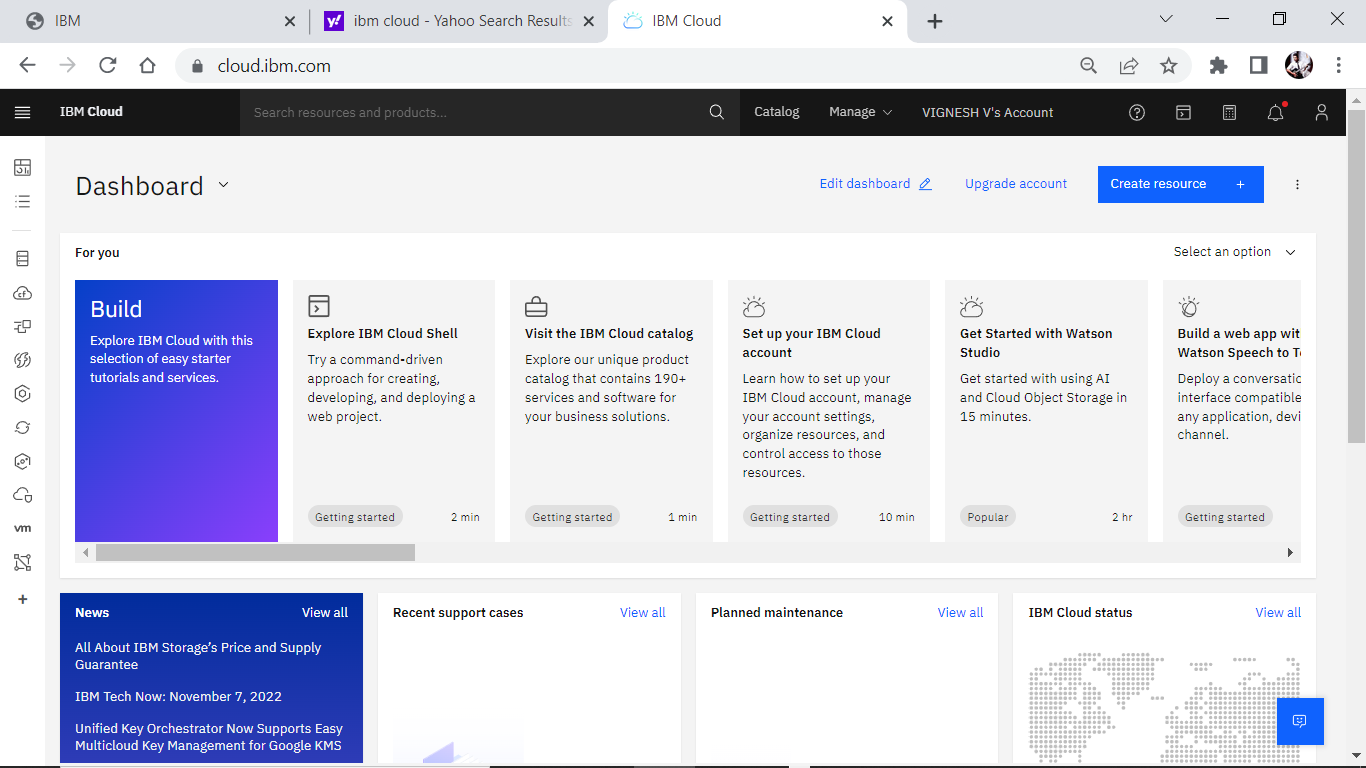 IBM
ibm cloud - Yahoo Search Results
IBM Cloud
cloud.ibm.com
IBM Cloud
Search resources and products...
Catalog
Manage
VIGNESH V's Account
Dashboard
Edit dashboard
Upgrade account
Create resource +
For you
Select an option
Build
Explore IBM Cloud with this
selection of easy starter
tutorials and services.
Explore IBM Cloud Shell
Try a command-driven
approach for creating,
developing, and deploying a
web project.
Getting started
2 min
Visit the IBM Cloud catalog
Explore our unique product
catalog that contains 190+
services and software for
your business solutions.
Getting started
1 min
Set up your IBM Cloud
account
Learn how to set up your
IBM Cloud account, manage
your account settings,
organize resources, and
control access to those
resources.
Getting started
10 min
Get Started with Watson
Studio
Get started with using AI
and Cloud Object Storage in
15 minutes.
Popular
2 hr
Build a web app wit
Watson Speech to T
Deploy a conversatic
interface compatible
any application, devi
channel.
Getting started
vm
+
News
View all
All About IBM Storage's Price and Supply
Guarantee
IBM Tech Now: November 7, 2022
Unified Key Orchestrator Now Supports Easy
Multicloud Key Management for Google KMS
Recent support cases
View all
Planned maintenance
View all
IBM Cloud status
View all